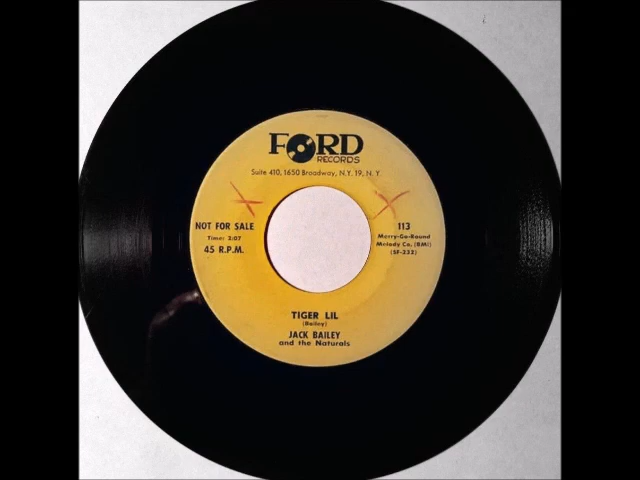 FORD
RECORDS
Suite 410, 1650 Broadway, N.Y. 19, N.Y.
NOT FOR SALE
Time: 2:07
45 R.P.M.
113
Merry-Go-Round
Melody Co. (BMI)
(SF-232)
TIGER LIL
(Bailey)
JACK BAILEY
and the Naturals